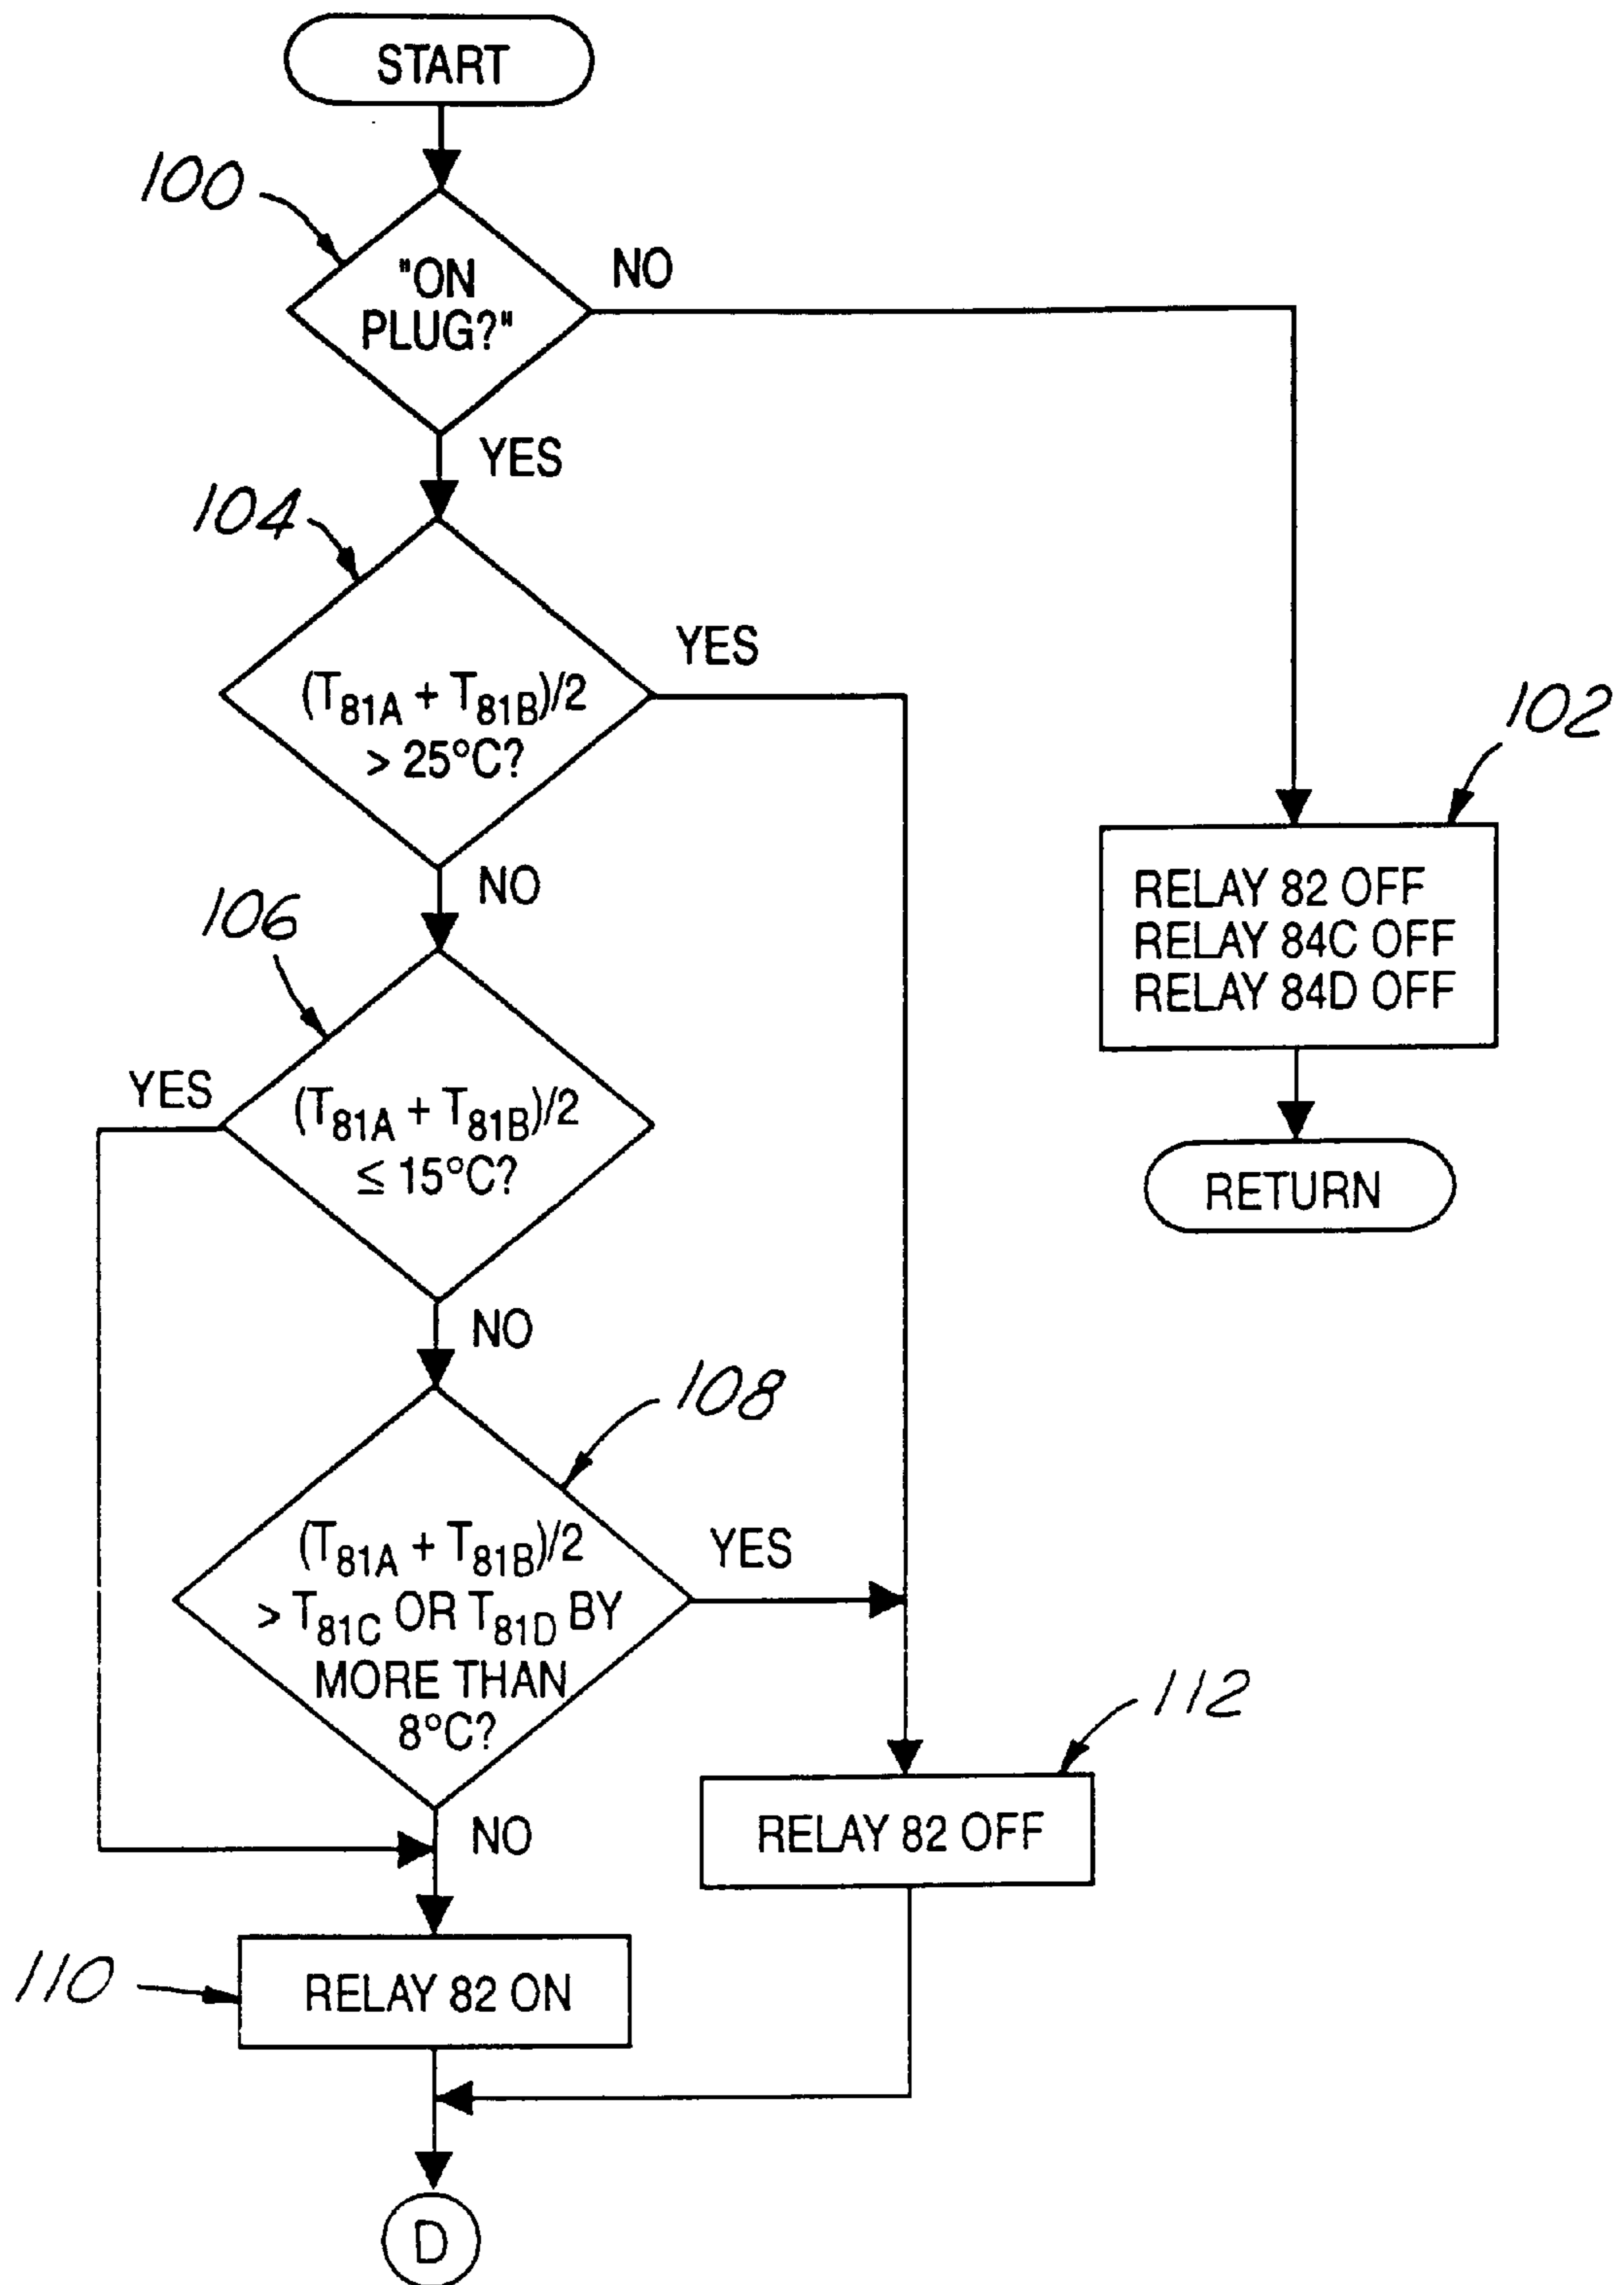 START
100
"ON
PLUG?"
NO
YES
104
(T81A + T81B)/2
> 25°C?
YES
NO
102
RELAY 82 OFF
RELAY 84C OFF
RELAY 84D OFF
RETURN
106
YES
(T81A + T81B)/2
≤ 15°C?
NO
108
(T81A + T81B)/2
> T81C OR T81D BY
MORE THAN
8°C?
YES
NO
112
RELAY 82 OFF
110
RELAY 82 ON
D